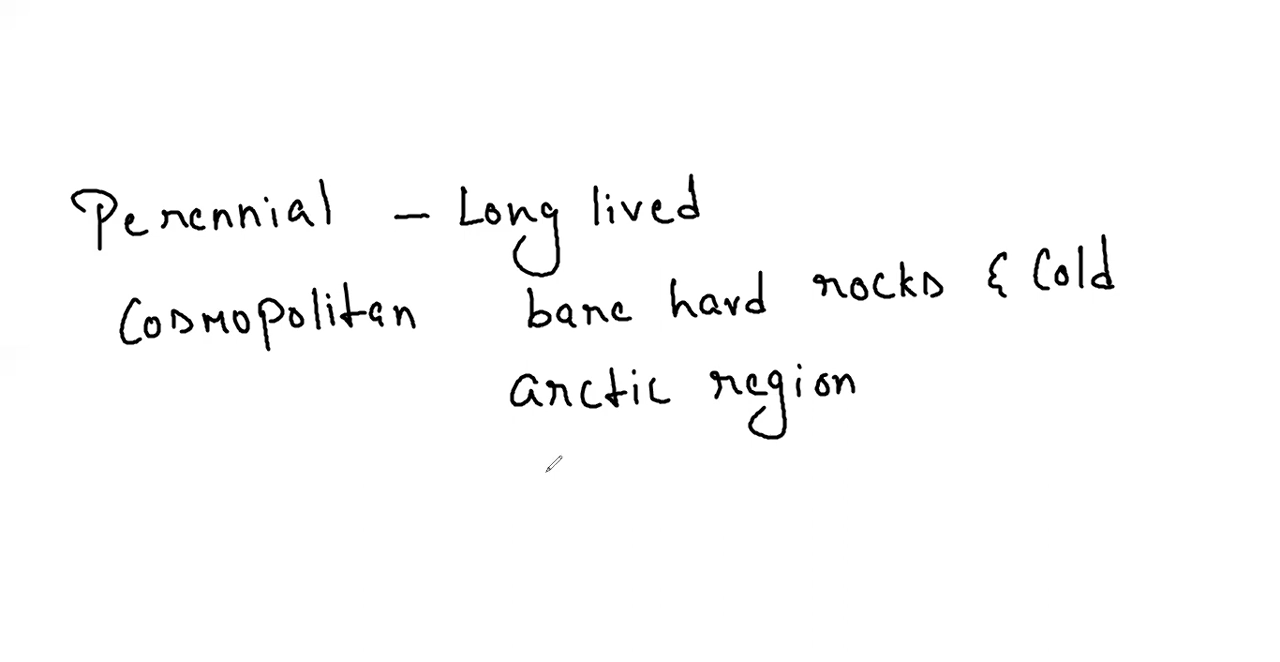 Perennial – Long lived
Cosmopolitan bare hard rocks & Cold
arctic region